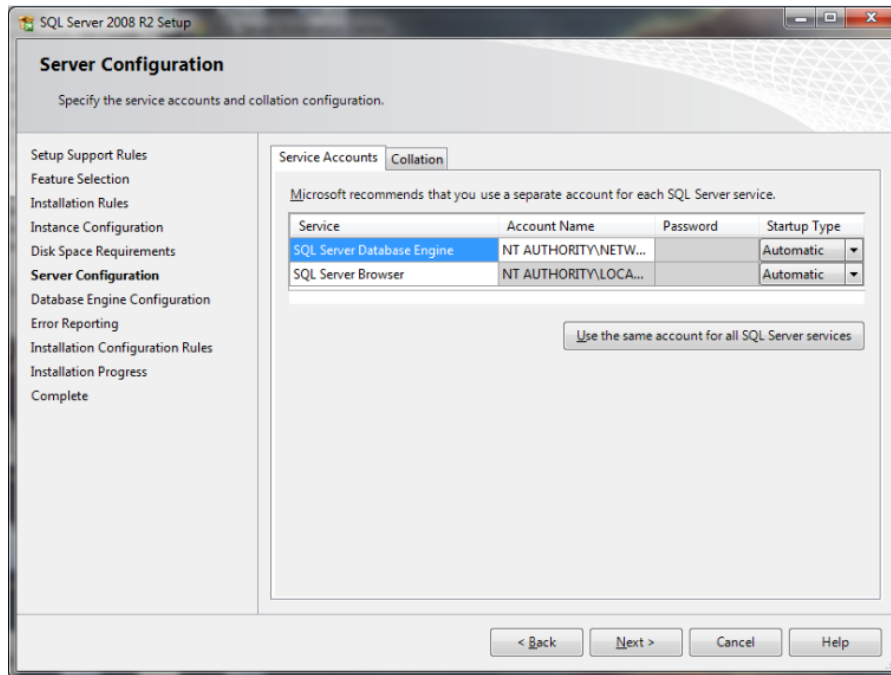 SQL Server 2008 R2 Setup
Server Configuration
Specify the service accounts and collation configuration.
Setup Support Rules
Feature Selection
Installation Rules
Instance Configuration
Disk Space Requirements
Server Configuration
Database Engine Configuration
Error Reporting
Installation Configuration Rules
Installation Progress
Complete
Service Accounts Collation
Microsoft recommends that you use a separate account for each SQL Server service.
Service Account Name Password Startup Type
SQL Server Database Engine NT AUTHORITY\NETW... Automatic
SQL Server Browser NT AUTHORITY\LOCA... Automatic
Use the same account for all SQL Server services
< Back Next > Cancel Help